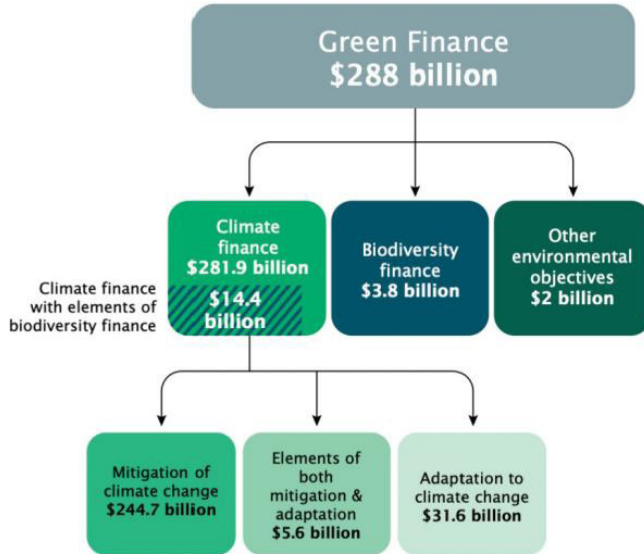 Green Finance
$288 billion
Climate
finance
$281.9 billion
$14.4
billion
Climate finance
with elements of
biodiversity finance
Biodiversity
finance
$3.8 billion
Other
environmental
objectives
$2 billion
Mitigation of
climate change
$244.7 billion
Elements of
both
mitigation &
adaptation
$5.6 billion
Adaptation to
climate change
$31.6 billion